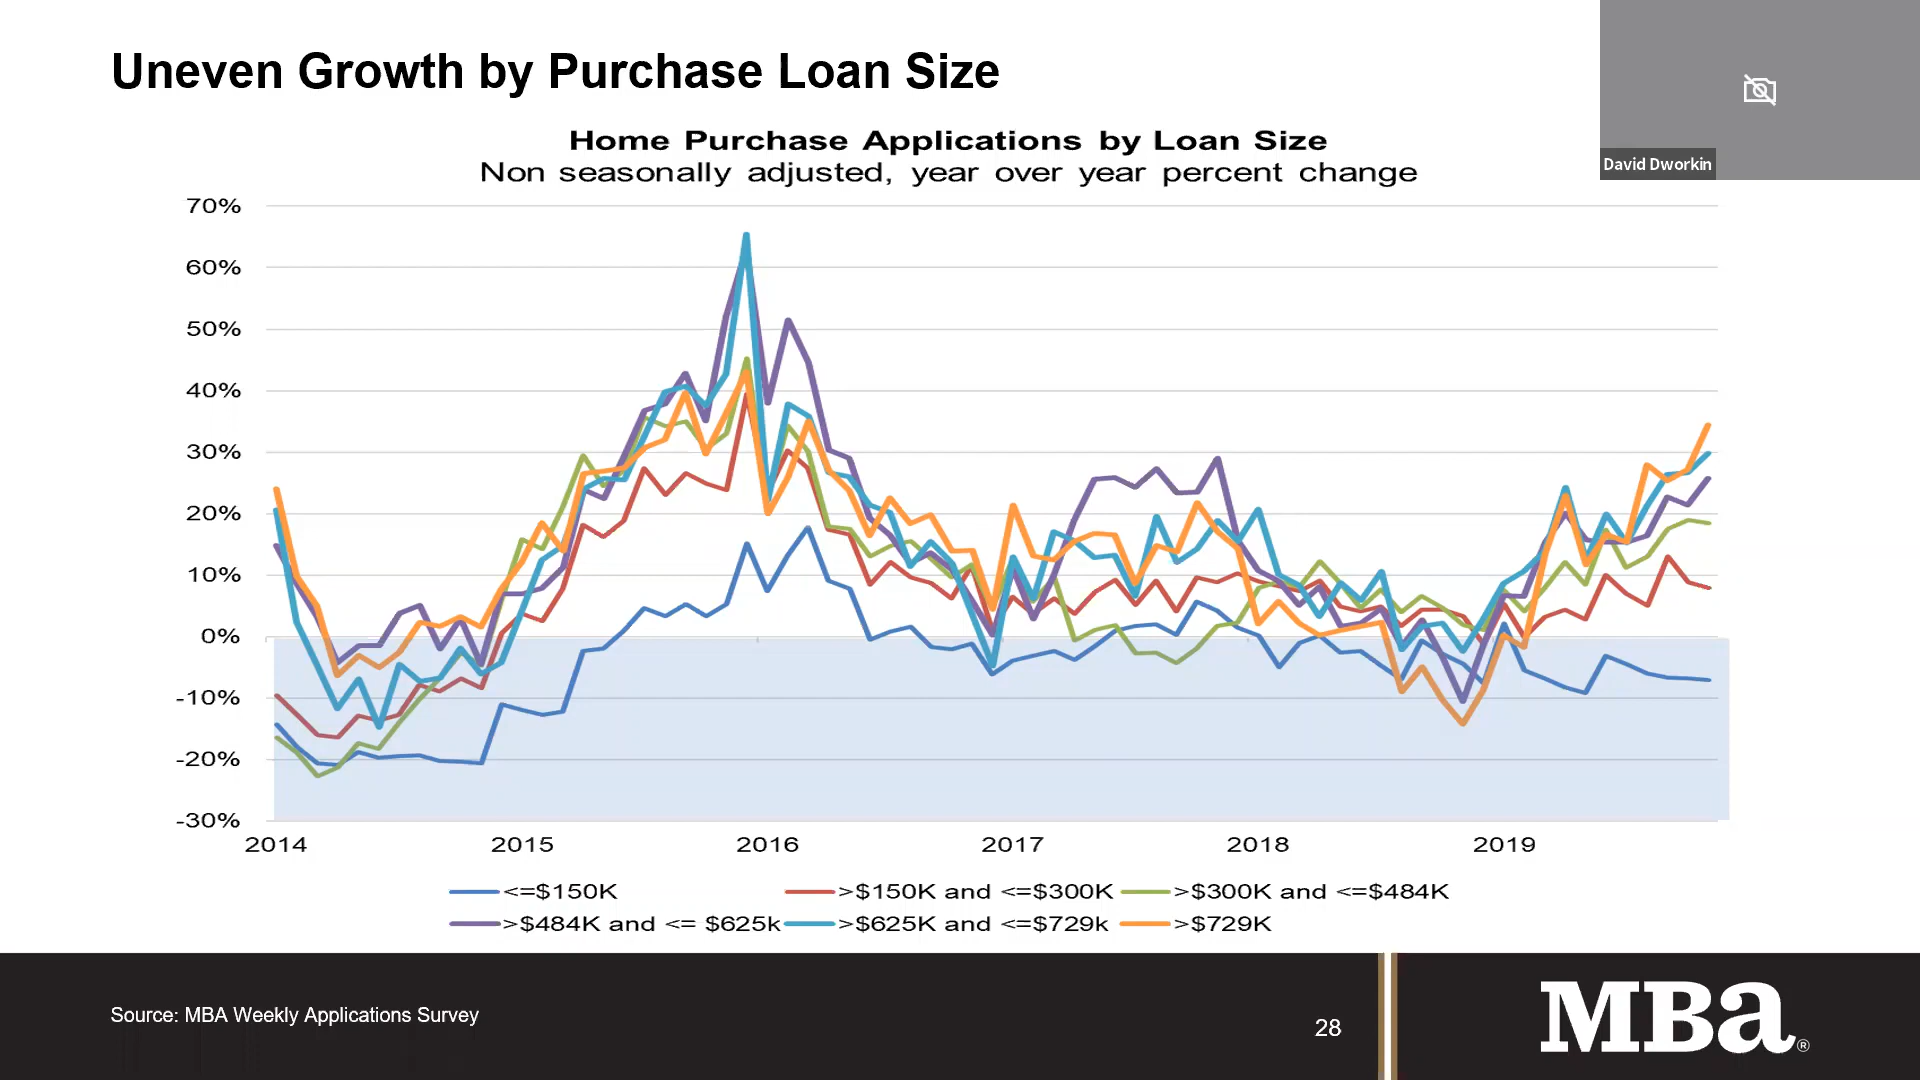 Uneven Growth by Purchase Loan Size
David Dworkin
Home Purchase Applications by Loan Size
Non seasonally adjusted, year over year percent change
70%
60%
50%
40%
30%
20%
10%
0%
-10%
-20%
-30%
2014 2015 2016 2017 2018 2019
<=$150K >$150K and <=$300K >$300K and <=$484K
>$484K and <= $625k >$625K and <=$729k >$729K
Source: MBA Weekly Applications Survey
28
MBa®